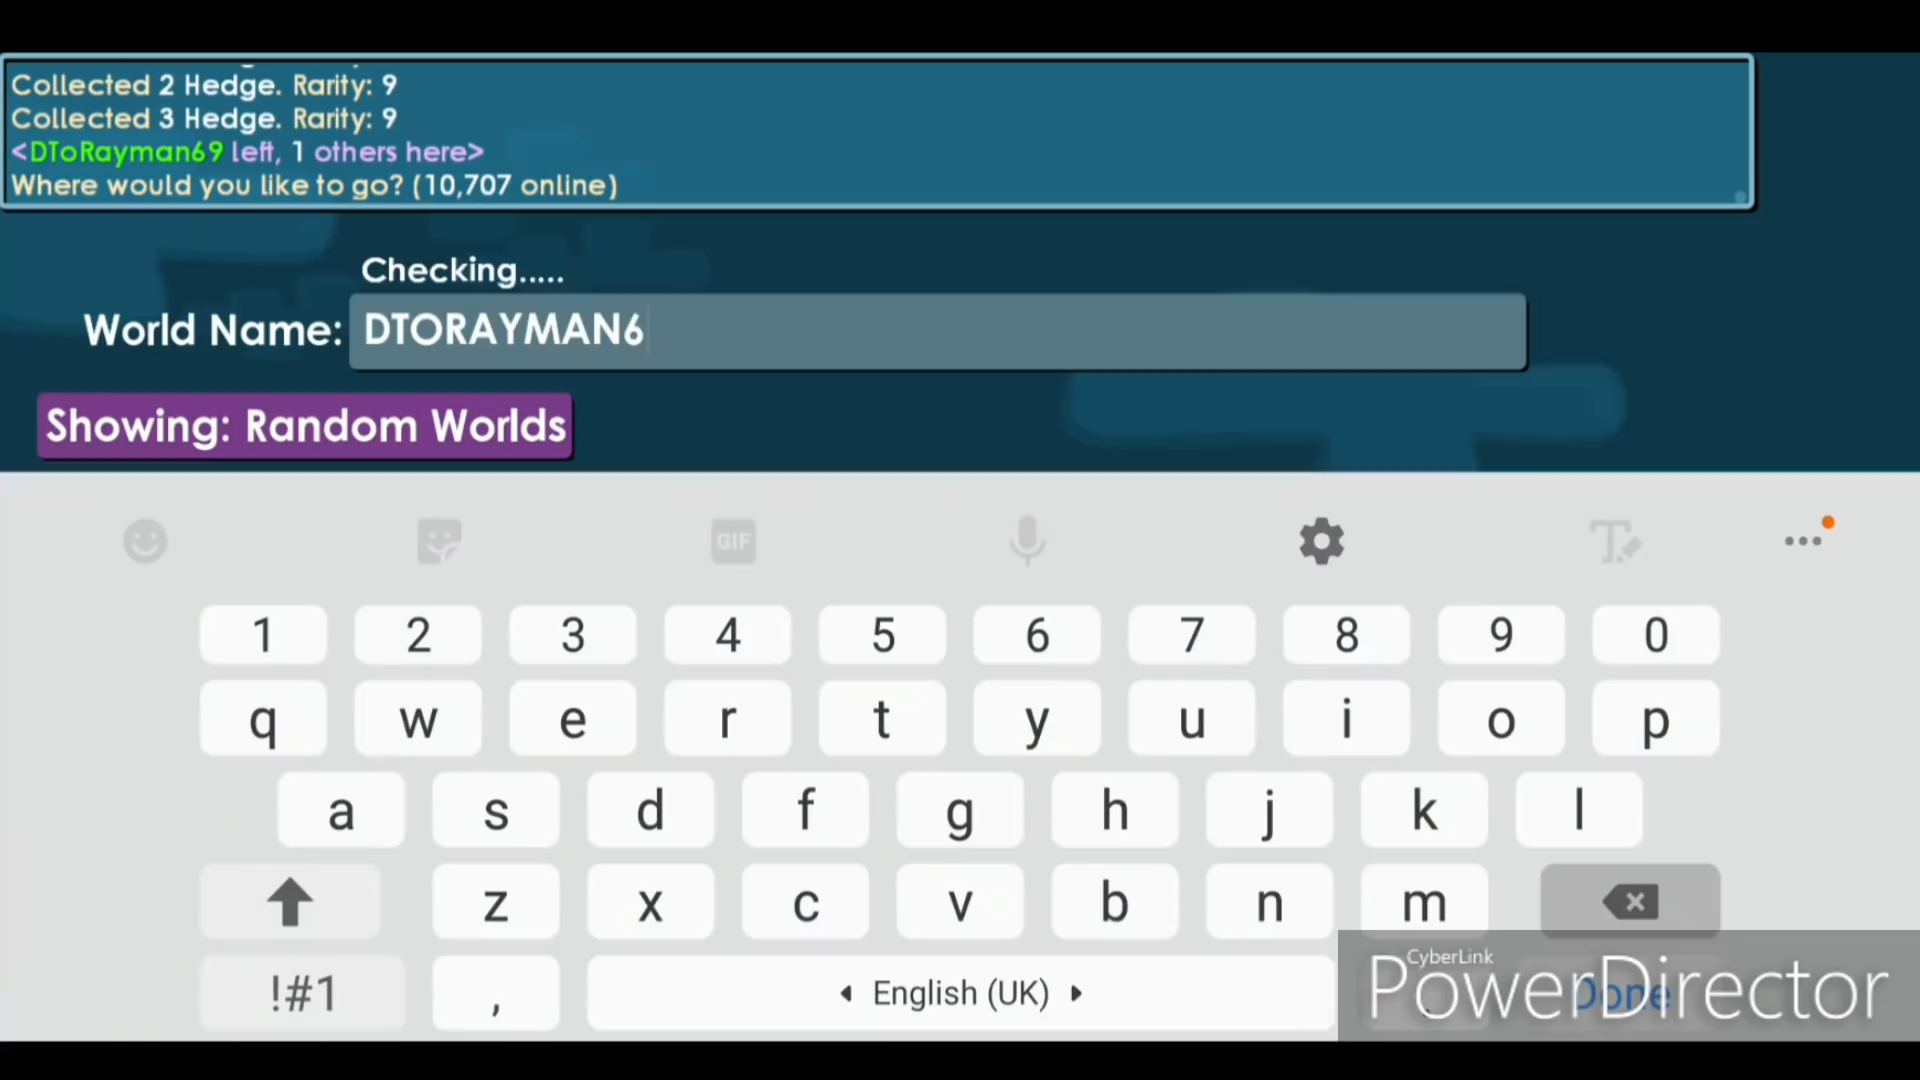 Collected 2 Hedge. Rarity: 9
Collected 3 Hedge. Rarity: 9
<DToRayman69 left, 1 others here>
Where would you like to go? (10,707 online)
Checking.....
World Name: DTORAYMAN6
Showing: Random Worlds
GIF
1 2 3 4 5 6 7 8 9 0
q w e r t y u i o p
a s d f g h j k l
z x c v b n m
!#1 , English (UK) . Done
CyberLink
PowerDirector